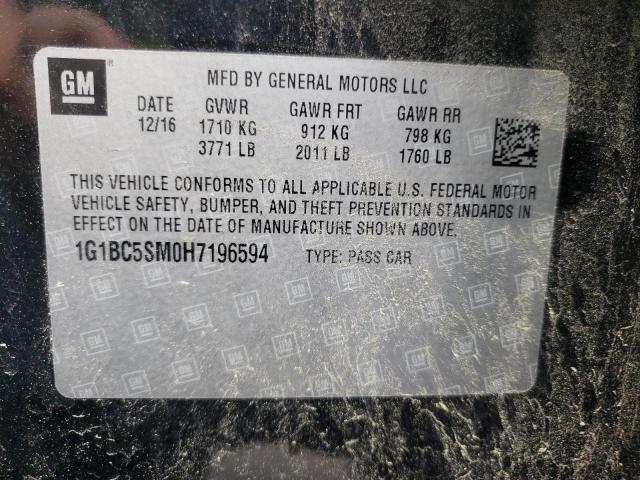 GM
MFD BY GENERAL MOTORS LLC
DATE GVWR GAWR FRT GAWR RR
12/16 1710 KG 912 KG 798 KG
3771 LB 2011 LB 1760 LB
THIS VEHICLE CONFORMS TO ALL APPLICABLE U.S. FEDERAL MOTOR
VEHICLE SAFETY, BUMPER, AND THEFT PREVENTION STANDARDS IN
EFFECT ON THE DATE OF MANUFACTURE SHOWN ABOVE.
1G1BC5SM0H7196594 TYPE: PASS CAR